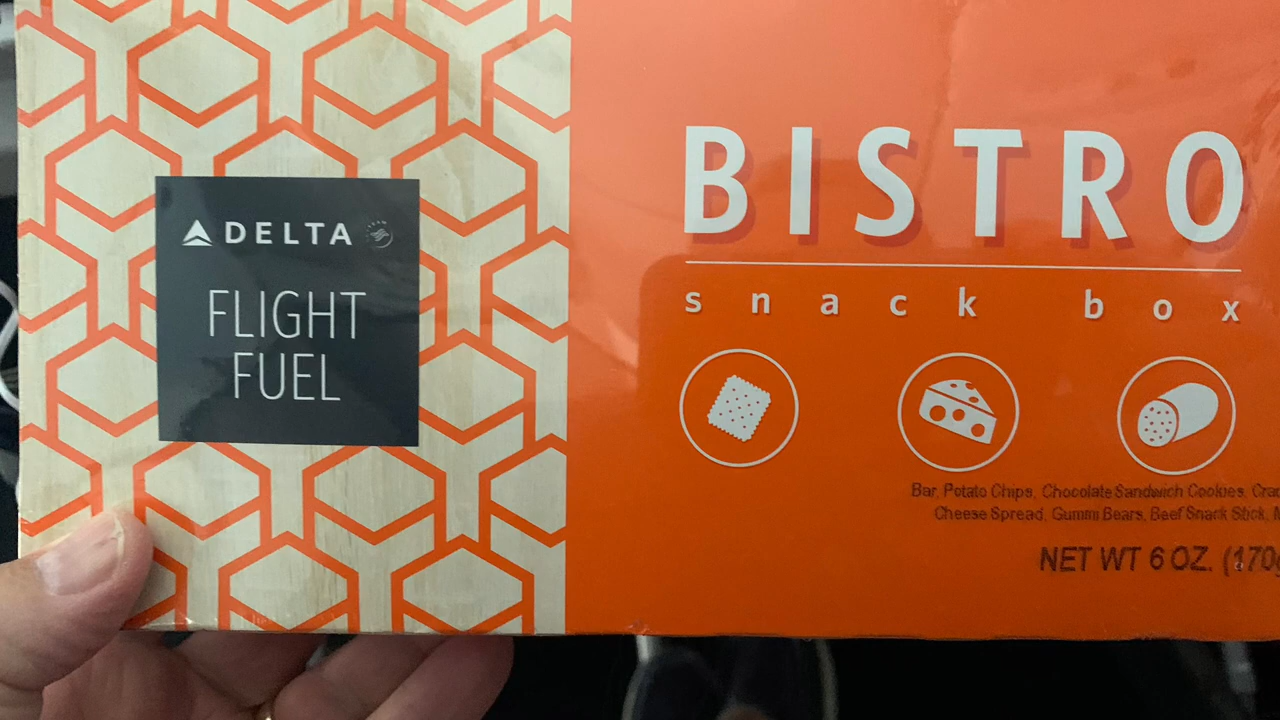 DELTA
FLIGHT
FUEL
BISTRO
snack box
Bar, Potato Chips, Chocolate Sandwich Cookies,
Cheese Spread, Gummi Bears, Beef Snack Stick,
NET WT 6 OZ. (170g